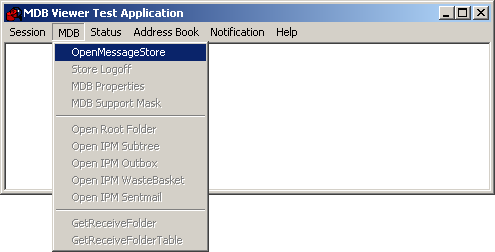 MDB Viewer Test Application
Session MDB Status Address Book Notification Help
OpenMessageStore
Store Logoff
MDB Properties
MDB Support Mask
Open Root Folder
Open IPM Subtree
Open IPM Outbox
Open IPM WasteBasket
Open IPM Sentmail
GetReceiveFolder
GetReceiveFolderTable